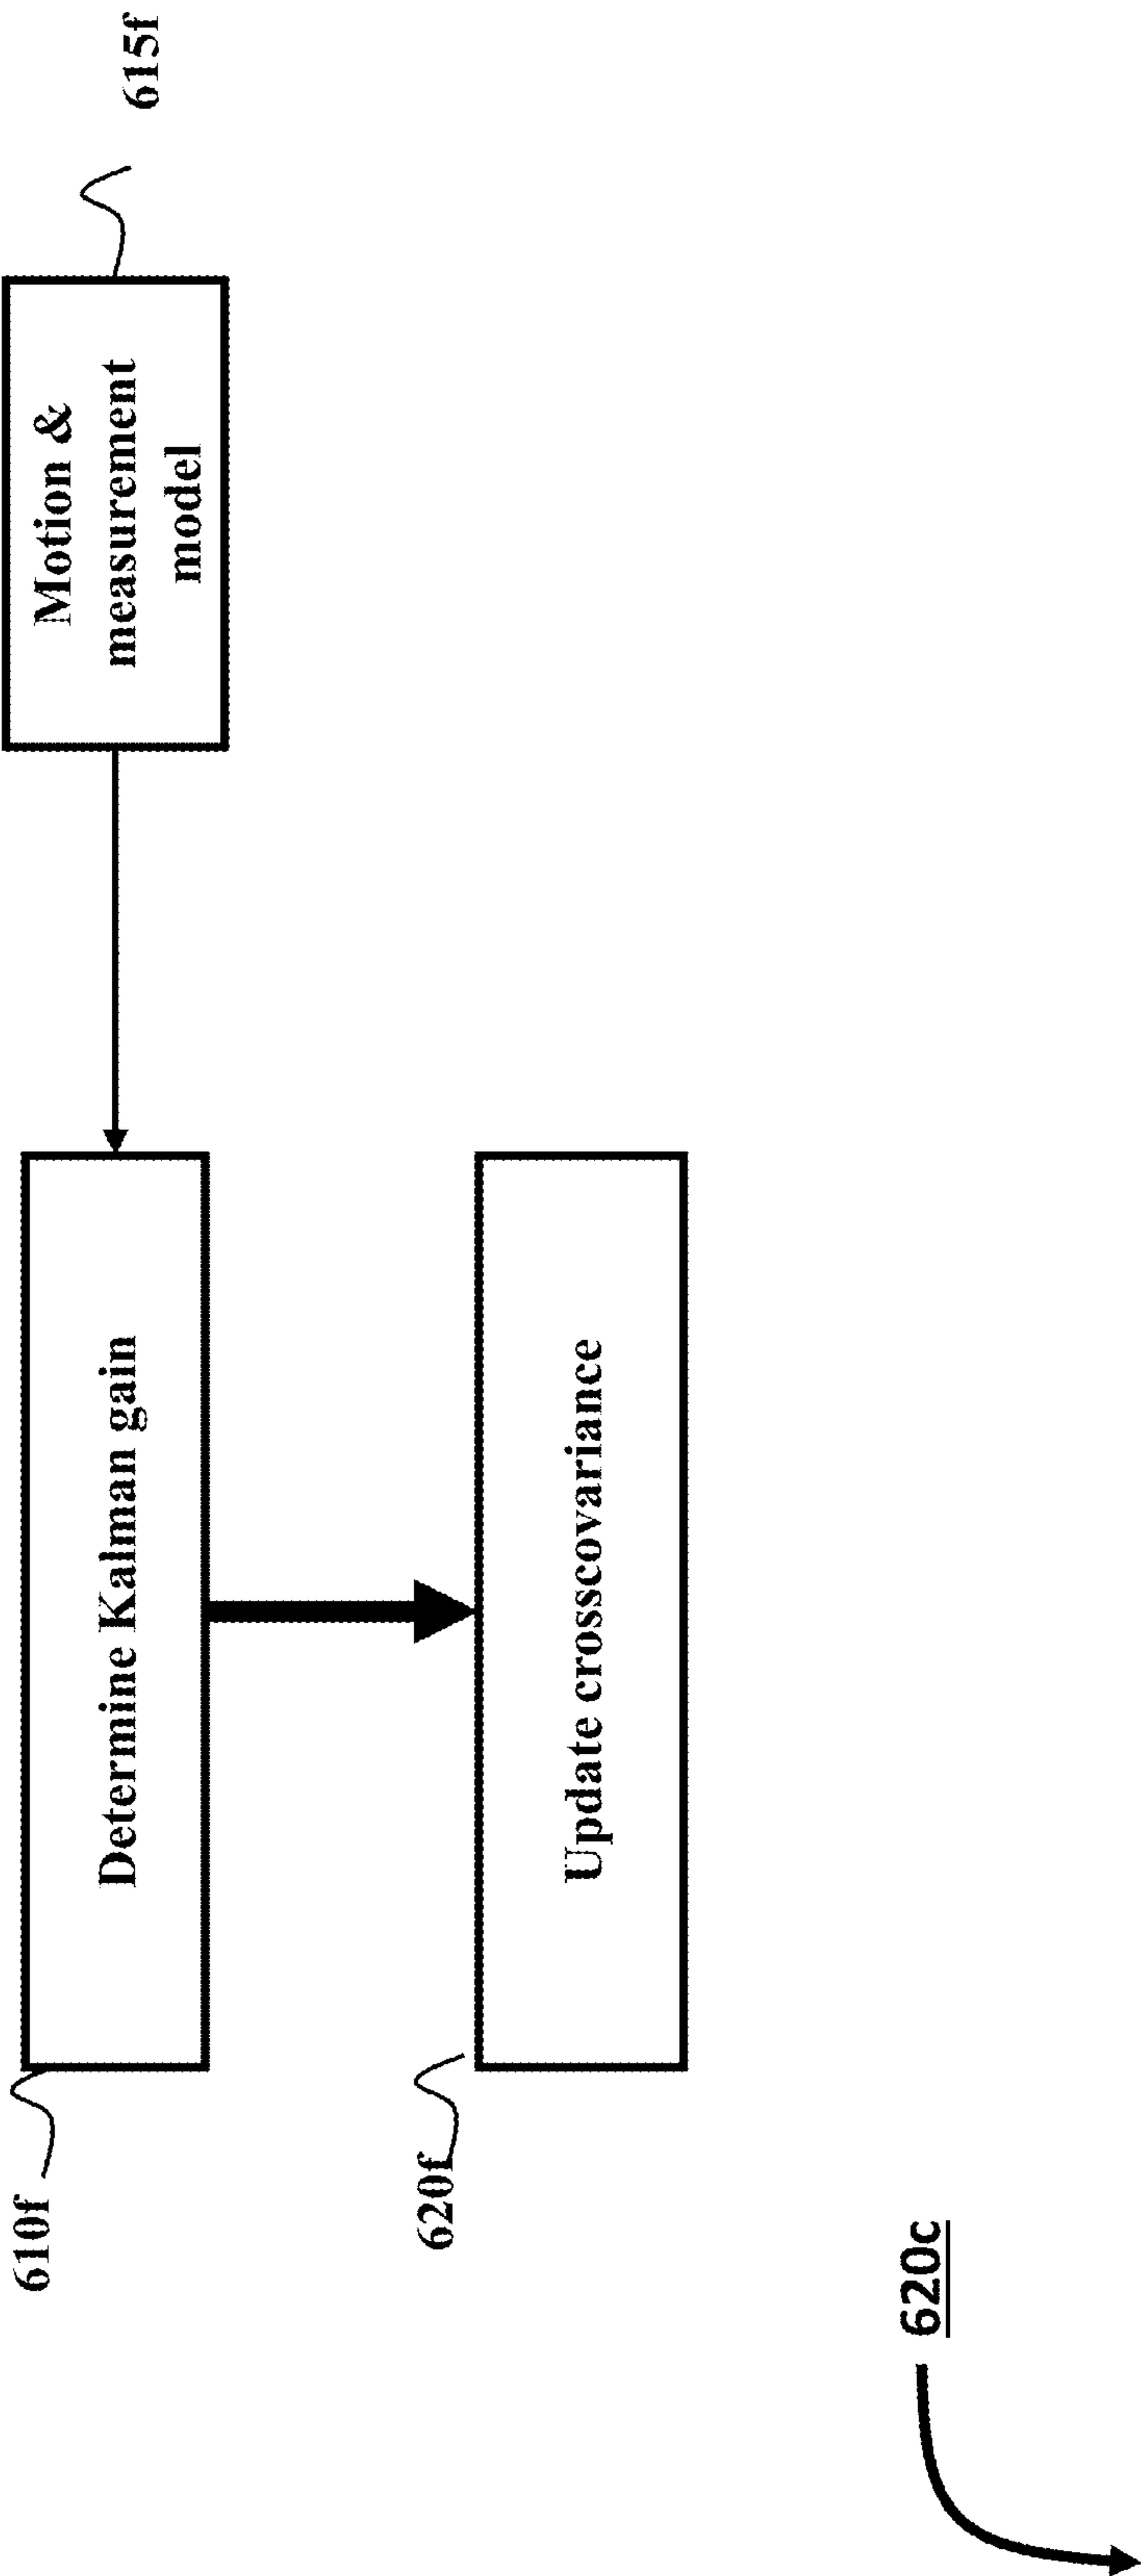 610f
Determine Kalman gain
Motion &
measurement
model
615f
620f
Update crosscovariance
620c